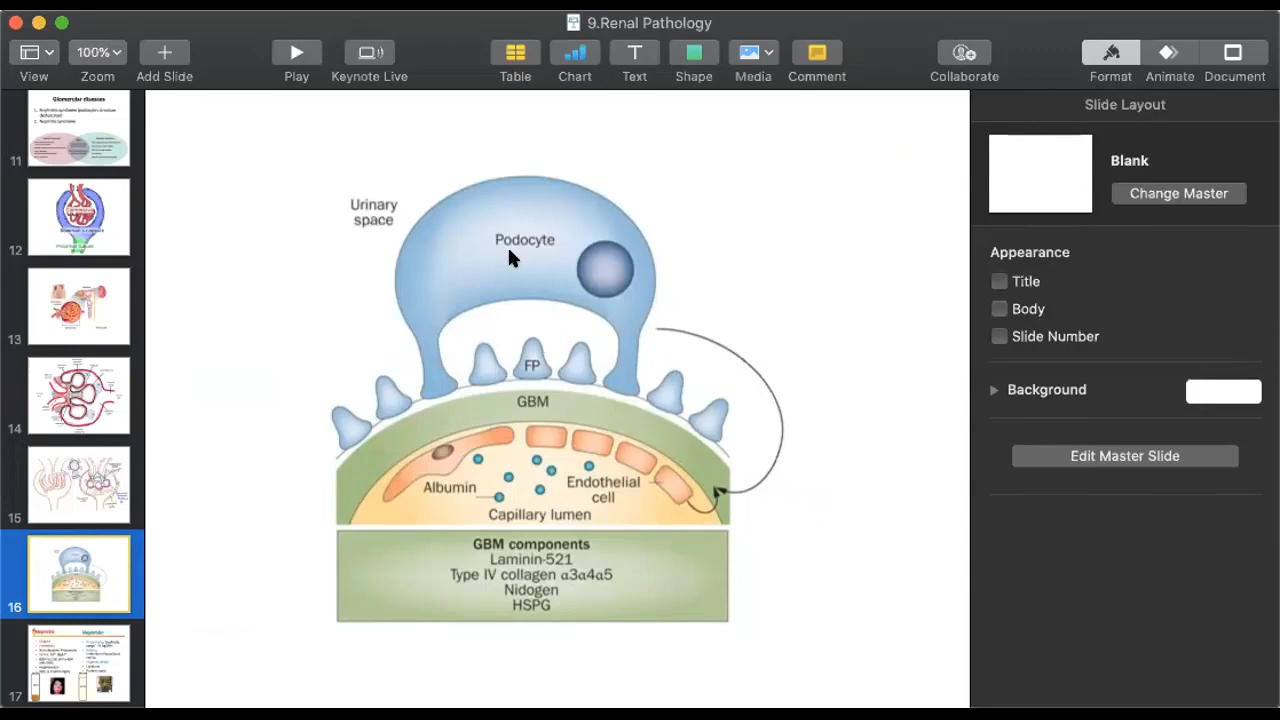 9.Renal Pathology
100%
View
Zoom
Add Slide
Play
Keynote Live
Table
Chart
Text
Shape
Media
Comment
Collaborate
Format
Animate
Document
Glomerular diseases
11
12
13
14
15
16
17
Urinary
space
Podocyte
FP
GBM
Albumin
Endothelial
cell
Capillary lumen
GBM components
Laminin-521
Type IV collagen α3α4α5
Nidogen
HSPG
Slide Layout
Blank
Change Master
Appearance
Title
Body
Slide Number
Background
Edit Master Slide